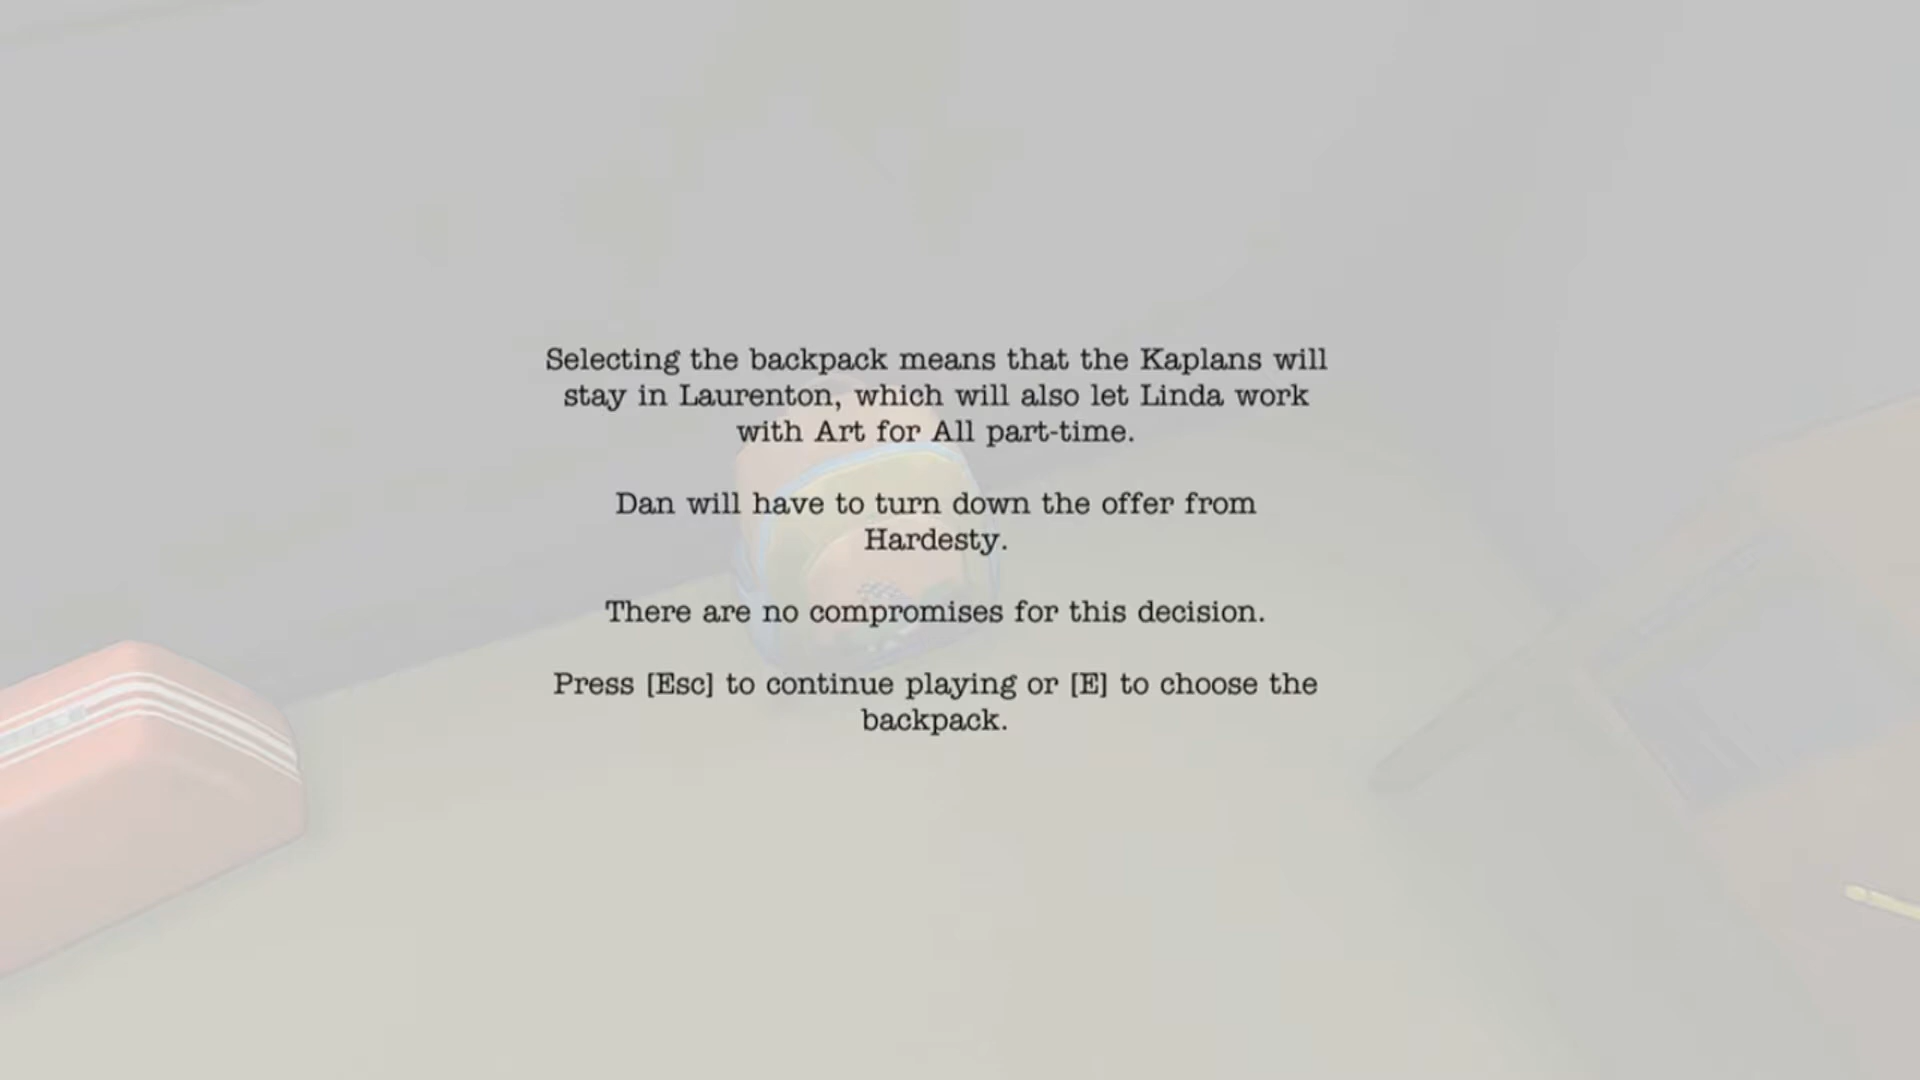 Selecting the backpack means that the Kaplans will
stay in Laurenton, which will also let Linda work
with Art for All part-time.
Dan will have to turn down the offer from
Hardesty.
There are no compromises for this decision.
Press [Esc] to continue playing or [E] to choose the
backpack.